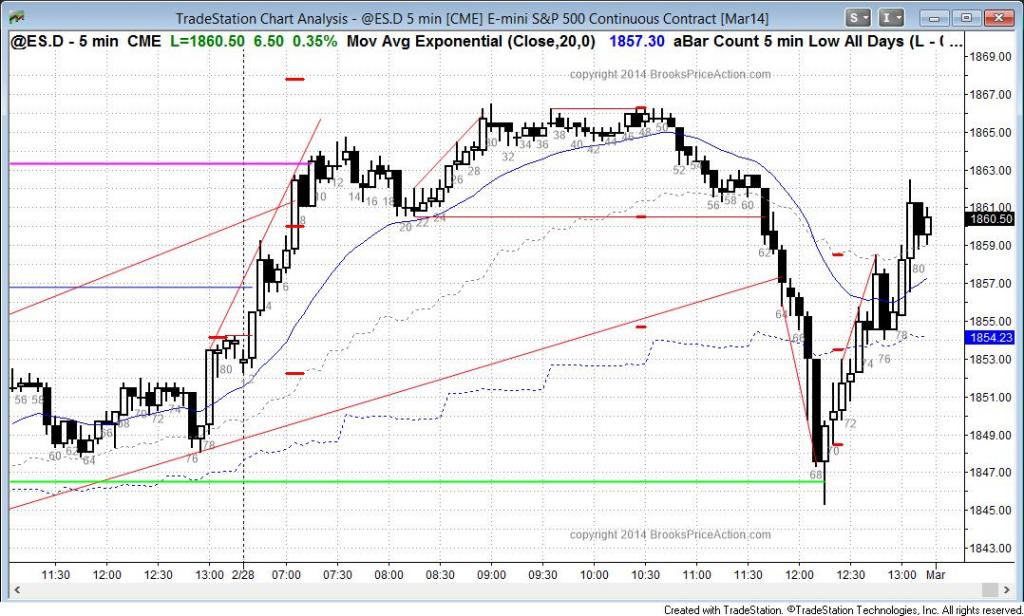 TradeStation Chart Analysis - @ES.D 5 min [CME] E-mini S&P 500 Continuous Contract [Mar14]
S I
@ES.D - 5 min CME L=1860.50 6.50 0.35% Mov Avg Exponential (Close,20,0) 1857.30 aBar Count 5 min Low All Days (L - ( ...
copyright 2014 BrooksPriceAction.com
1869.00
1867.00
1865.00
1863.00
1861.00
1860.50
1859.00
1857.00
1855.00
1854.23
1853.00
1851.00
1849.00
1847.00
1845.00
1843.00
56 58 60 64 68 70 72 74 76 78 80
2 4 6 8 10 12 14 16 18 20 22 24 26 28 30 32 34 36 38 40 42 44 46 48 50 52 56 58 60 62 64 66 68 70 72 74 76 78 80
copyright 2014 BrooksPriceAction.com
11:30 12:00 12:30 13:00 2/28 07:00 07:30 08:00 08:30 09:00 09:30 10:00 10:30 11:00 11:30 12:00 12:30 13:00 Mar
Created with TradeStation. ©TradeStation Technologies, Inc. All rights reserved.